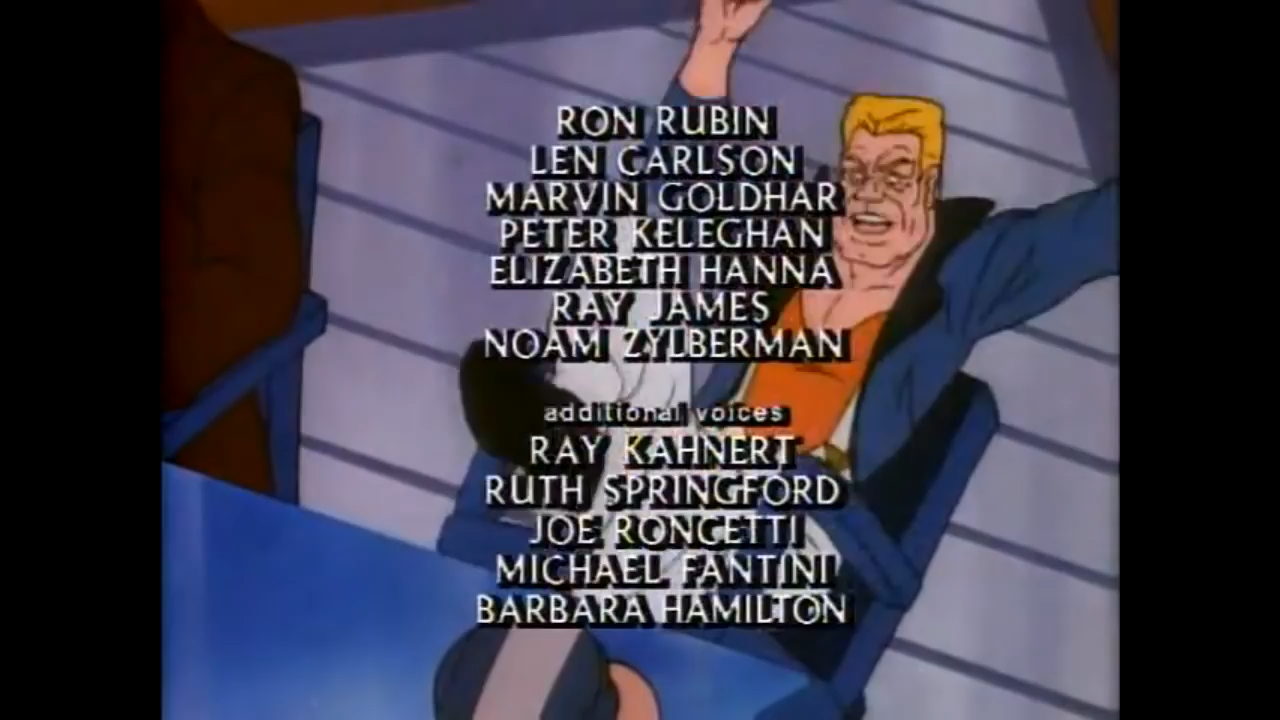 RON RUBIN
LEN CARLSON
MARVIN GOLDHAR
PETER KELEGHAN
ELIZABETH HANNA
RAY JAMES
NOAM ZYLBERMAN
additional voices
RAY KAHNERT
RUTH SPRINGFORD
JOE RONCETTI
MICHAEL FANTINI
BARBARA HAMILTON